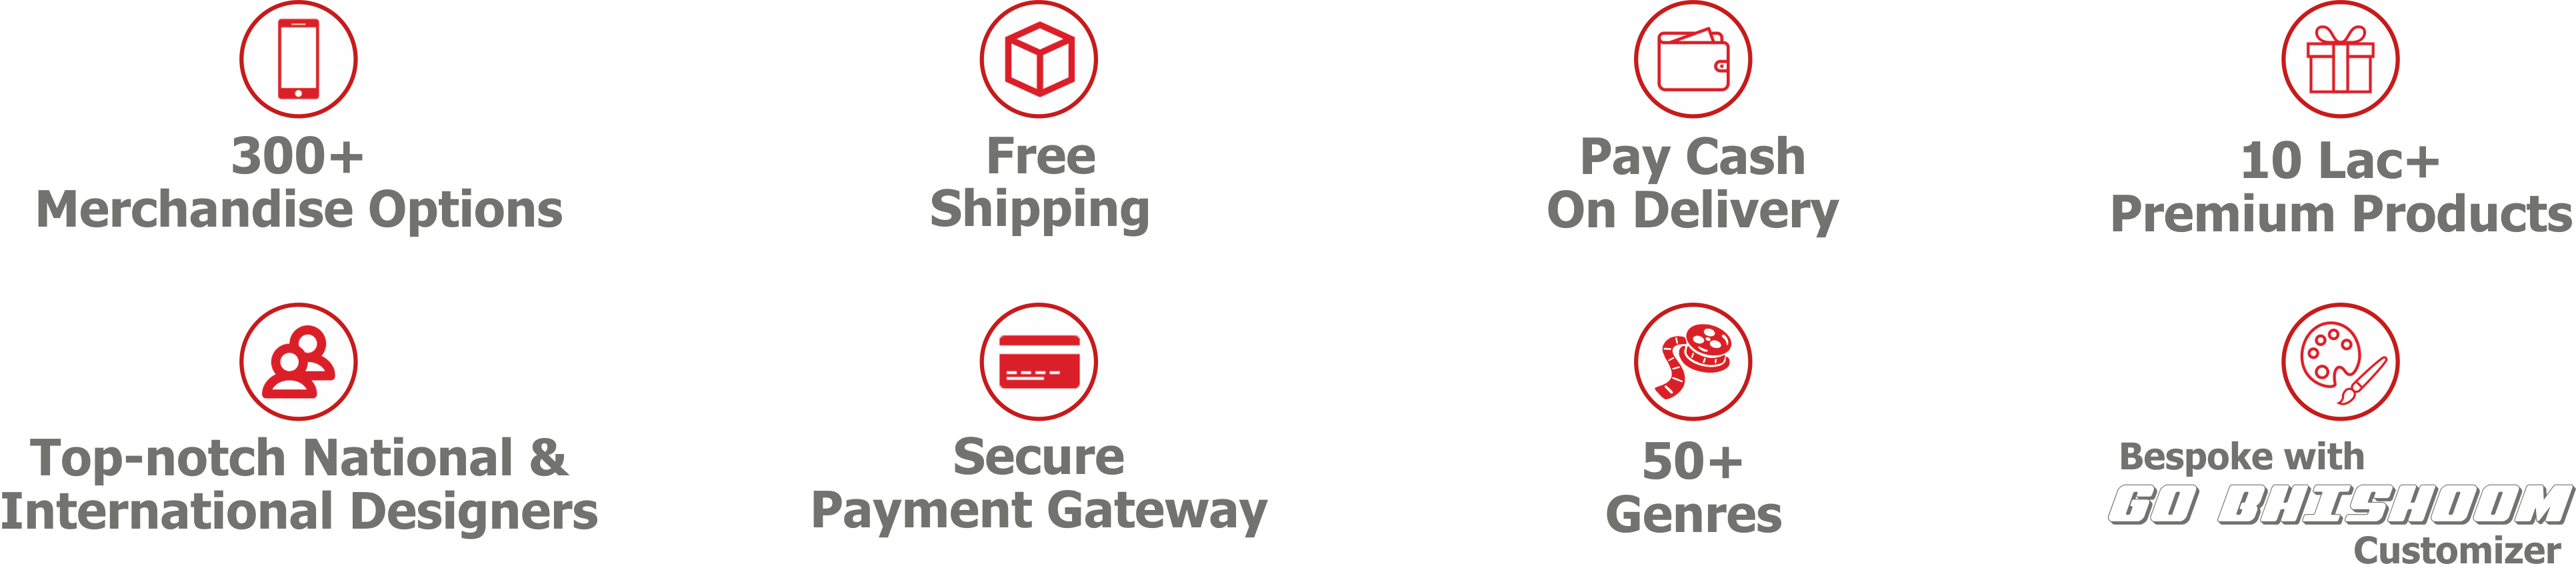 300+
Merchandise Options
Free
Shipping
Pay Cash
On Delivery
10 Lac+
Premium Products
Top-notch National &
International Designers
Secure
Payment Gateway
50+
Genres
Bespoke with
GO BHISHOOM
Customizer